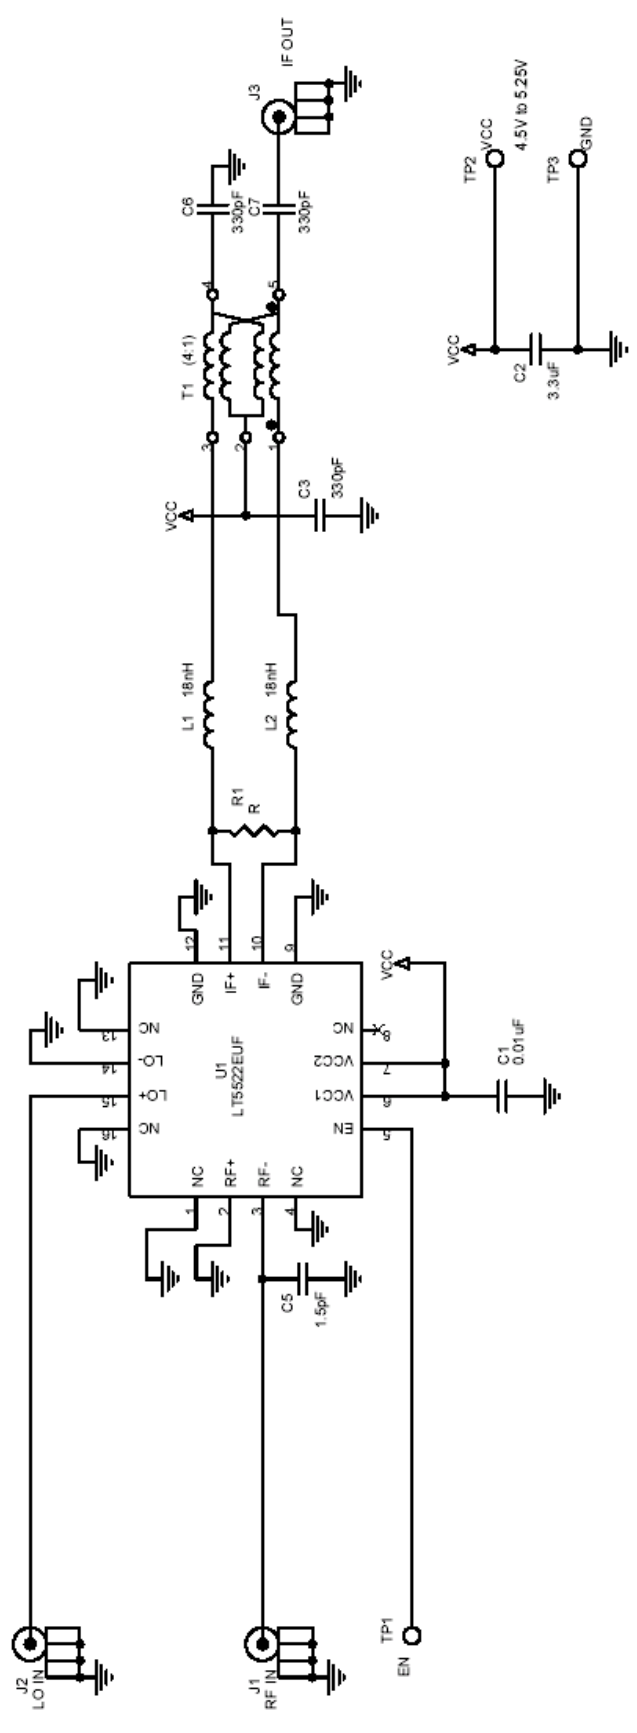 J2
LO IN
J1
RF IN
TP1
EN
C5
1.5pF
1
2
3
4
NC
RF+
RF-
NC
16
15
14
13
NC
LO+
LO-
NC
U1
LT5522EUF
EN
VCC1
VCC2
NC
5
6
7
8
GND
IF+
IF-
GND
12
11
10
9
VCC
C1
0.01uF
R1
R
L1
18nH
L2
18nH
VCC
C3
330pF
T1
(4:1)
3
2
1
4
5
C6
330pF
C7
330pF
J3
IF OUT
VCC
C2
3.3uF
TP2
VCC
4.5V to 5.25V
TP3
GND